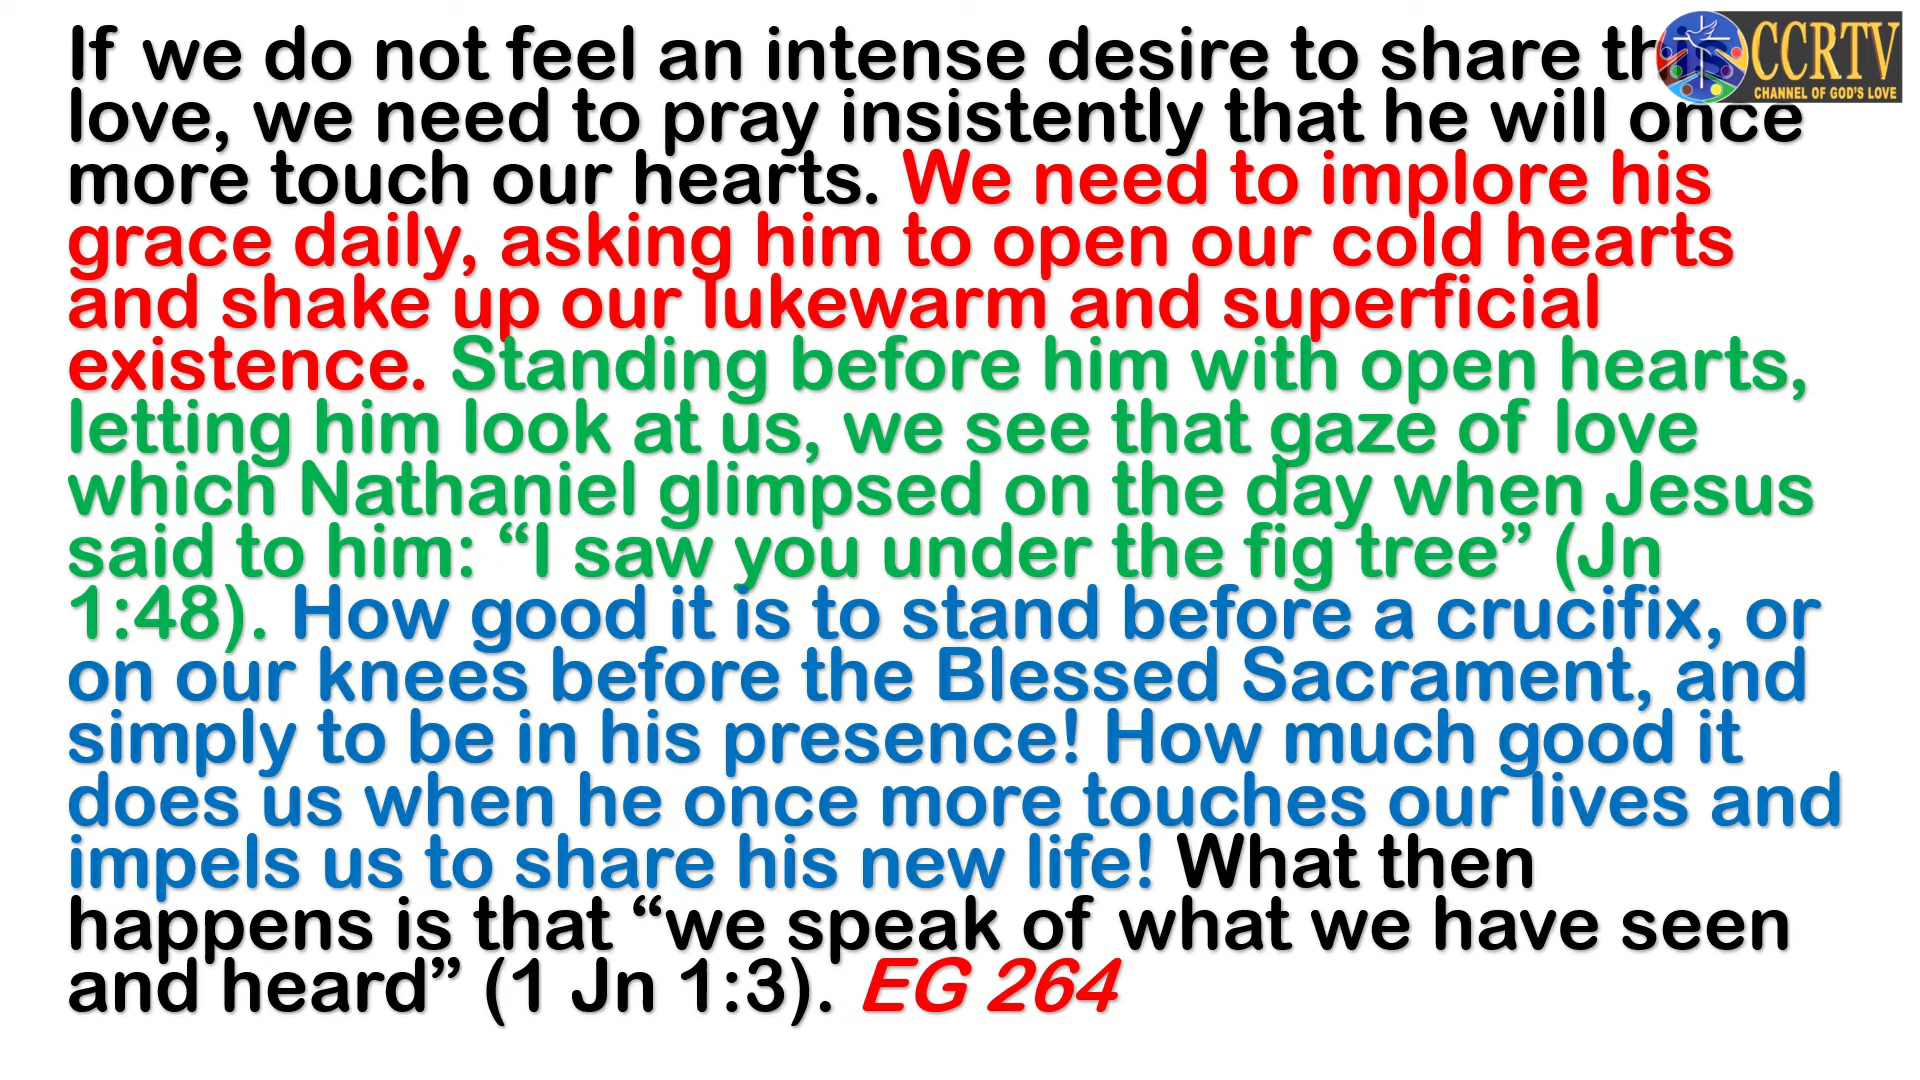 If we do not feel an intense desire to share
love, we need to pray insistently that he will once
more touch our hearts. We need to implore his
grace daily, asking him to open our cold hearts
and shake up our lukewarm and superficial
existence. Standing before him with open hearts,
letting him look at us, we see that gaze of love
which Nathaniel glimpsed on the day when Jesus
said to him: “I saw you under the fig tree” (Jn
1:48). How good it is to stand before a crucifix, or
on our knees before the Blessed Sacrament, and
simply to be in his presence! How much good it
does us when he once more touches our lives and
impels us to share his new life! What then
happens is that “we speak of what we have seen
and heard” (1 Jn 1:3). EG 264
CCRTV
CHANNEL OF GOD'S LOVE